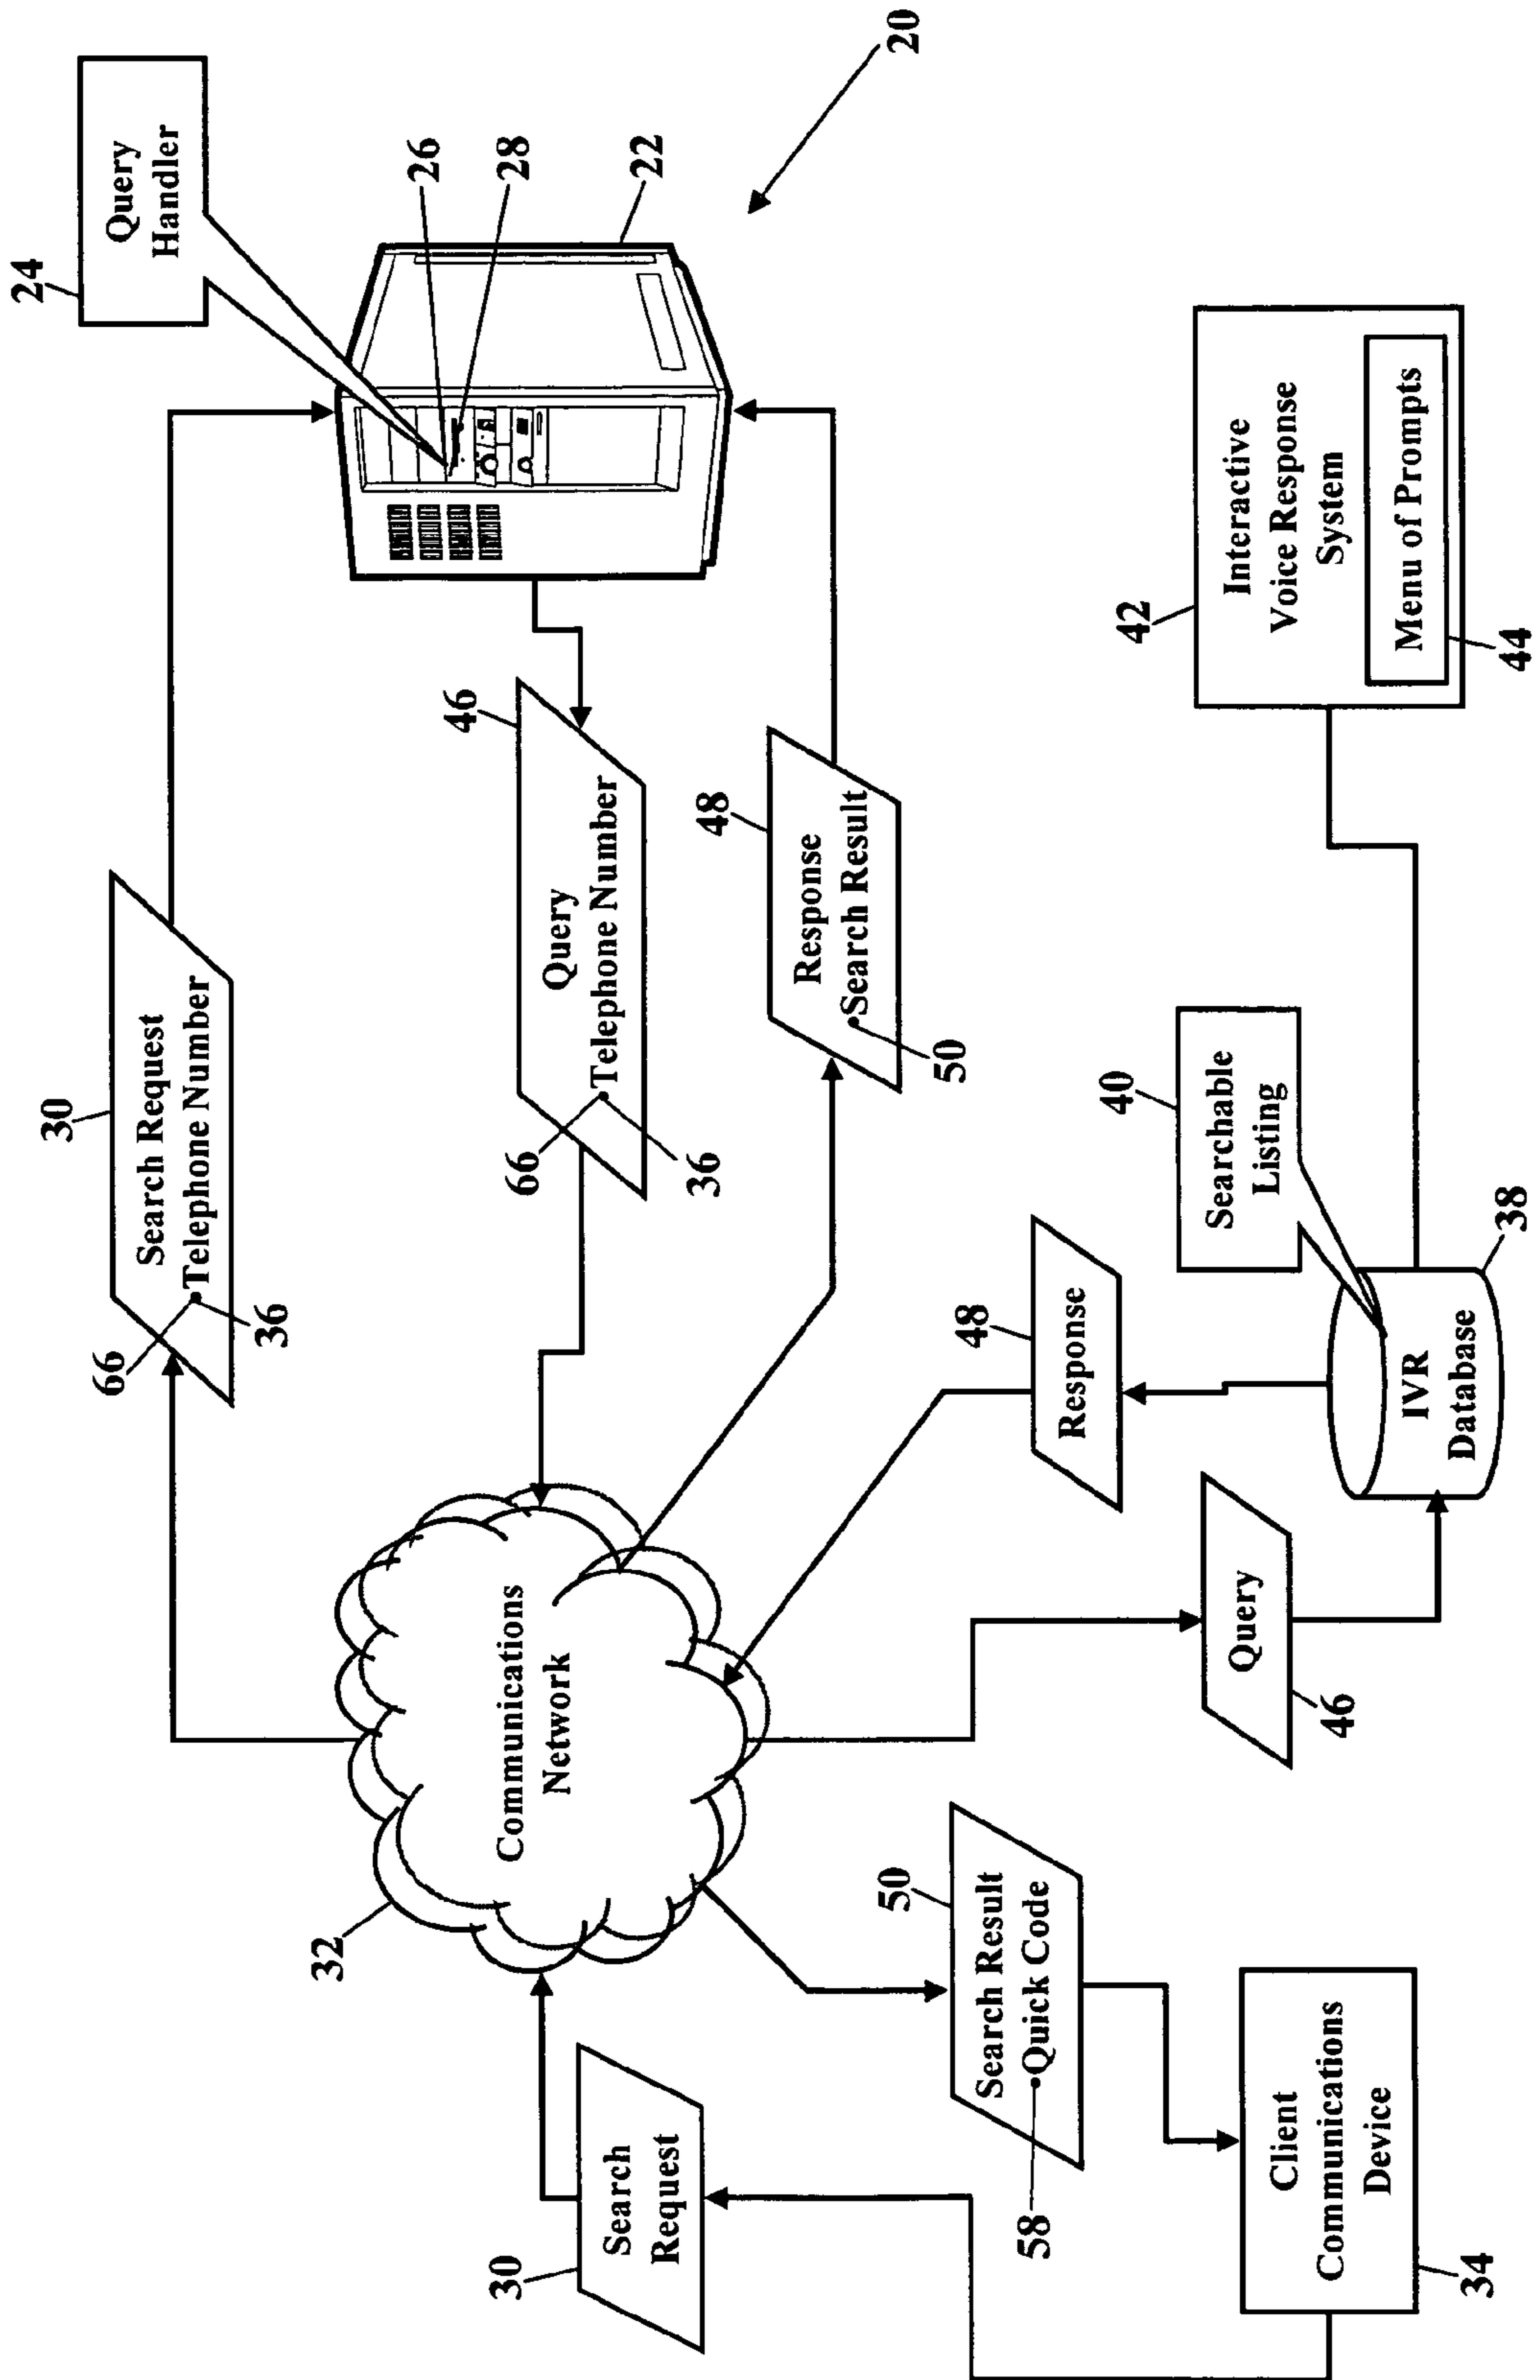 24
Query
Handler
26
28
22
20
30
Search Request
Telephone Number
66
36
46
Query
Telephone Number
66
36
48
Response
Search Result
50
32
Communications
Network
30
Search
Request
50
Search Result
Quick Code
58
Client
Communications
Device
34
Query
46
Response
48
40
Searchable
Listing
IVR
Database
38
42
Interactive
Voice Response
System
Menu of Prompts
44